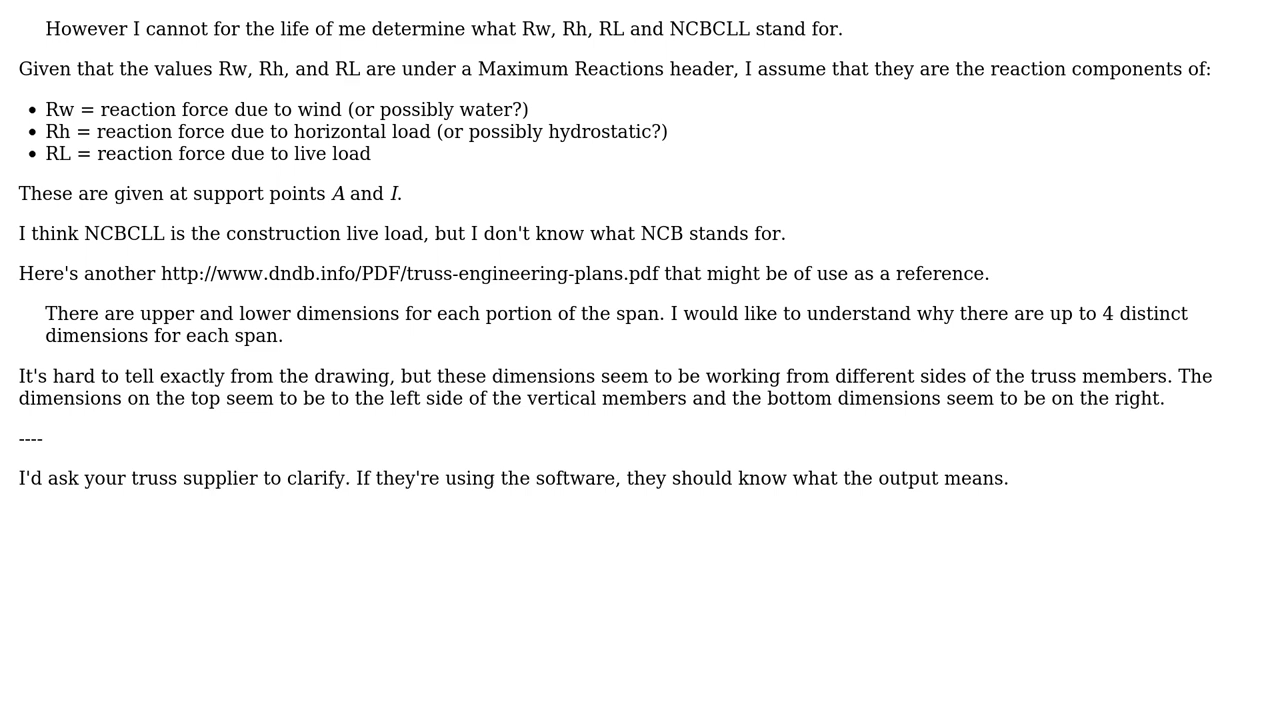 However I cannot for the life of me determine what Rw, Rh, RL and NCBCLL stand for.
Given that the values Rw, Rh, and RL are under a Maximum Reactions header, I assume that they are the reaction components of:
• Rw = reaction force due to wind (or possibly water?)
• Rh = reaction force due to horizontal load (or possibly hydrostatic?)
• RL = reaction force due to live load
These are given at support points A and I.
I think NCBCLL is the construction live load, but I don't know what NCB stands for.
Here's another http://www.dndb.info/PDF/truss-engineering-plans.pdf that might be of use as a reference.
There are upper and lower dimensions for each portion of the span. I would like to understand why there are up to 4 distinct
dimensions for each span.
It's hard to tell exactly from the drawing, but these dimensions seem to be working from different sides of the truss members. The
dimensions on the top seem to be to the left side of the vertical members and the bottom dimensions seem to be on the right.
----
I'd ask your truss supplier to clarify. If they're using the software, they should know what the output means.